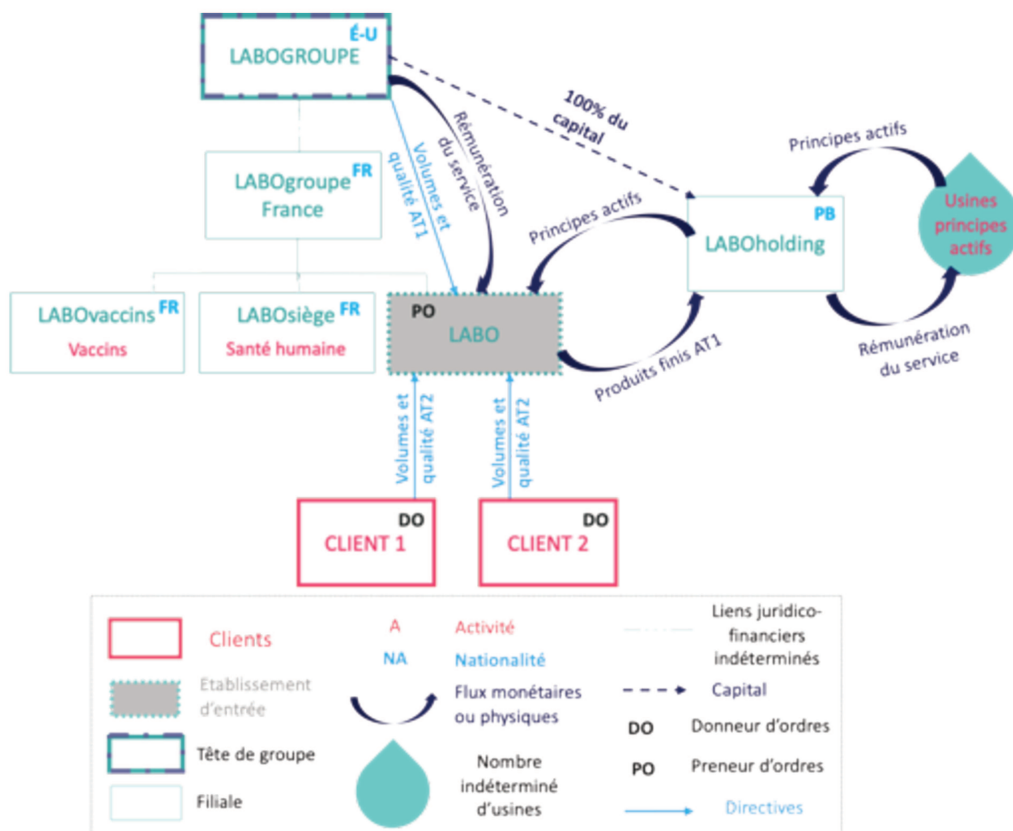 É-U
LABOGROUPE
100% du
capital
Rémunération
du service
Volumes et
qualité AT1
Principes actifs
FR
LABOgroupe
France
Principes actifs
PB
LABOholding
Usines
principes
actifs
LABOvaccins FR
Vaccins
LABOsiège FR
Santé humaine
PO
LABO
Produits finis AT1
Rémunération
du service
Volumes et
qualité AT2
Volumes et
qualité AT2
DO
CLIENT 1
DO
CLIENT 2
Clients
Etablissement
d'entrée
Tête de groupe
Filiale
A Activité
NA Nationalité
Flux monétaires
ou physiques
Nombre
indéterminé
d'usines
Liens juridico-
financiers
indéterminés
Capital
DO Donneur d'ordres
PO Preneur d'ordres
Directives